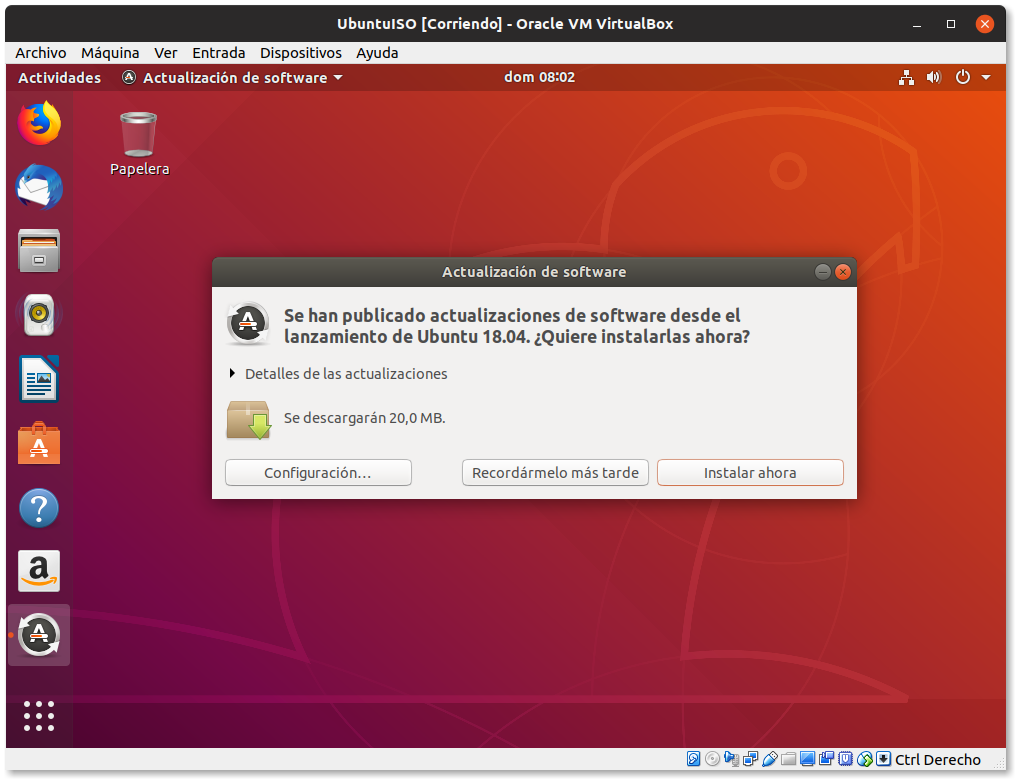 UbuntuISO [Corriendo] - Oracle VM VirtualBox
Archivo Máquina Ver Entrada Dispositivos Ayuda
Actividades Actualización de software dom 08:02
Papelera
Actualización de software
Se han publicado actualizaciones de software desde el
lanzamiento de Ubuntu 18.04. ¿Quiere instalarlas ahora?
Detalles de las actualizaciones
Se descargarán 20,0 MB.
Configuración... Recordármelo más tarde Instalar ahora
a
Ctrl Derecho